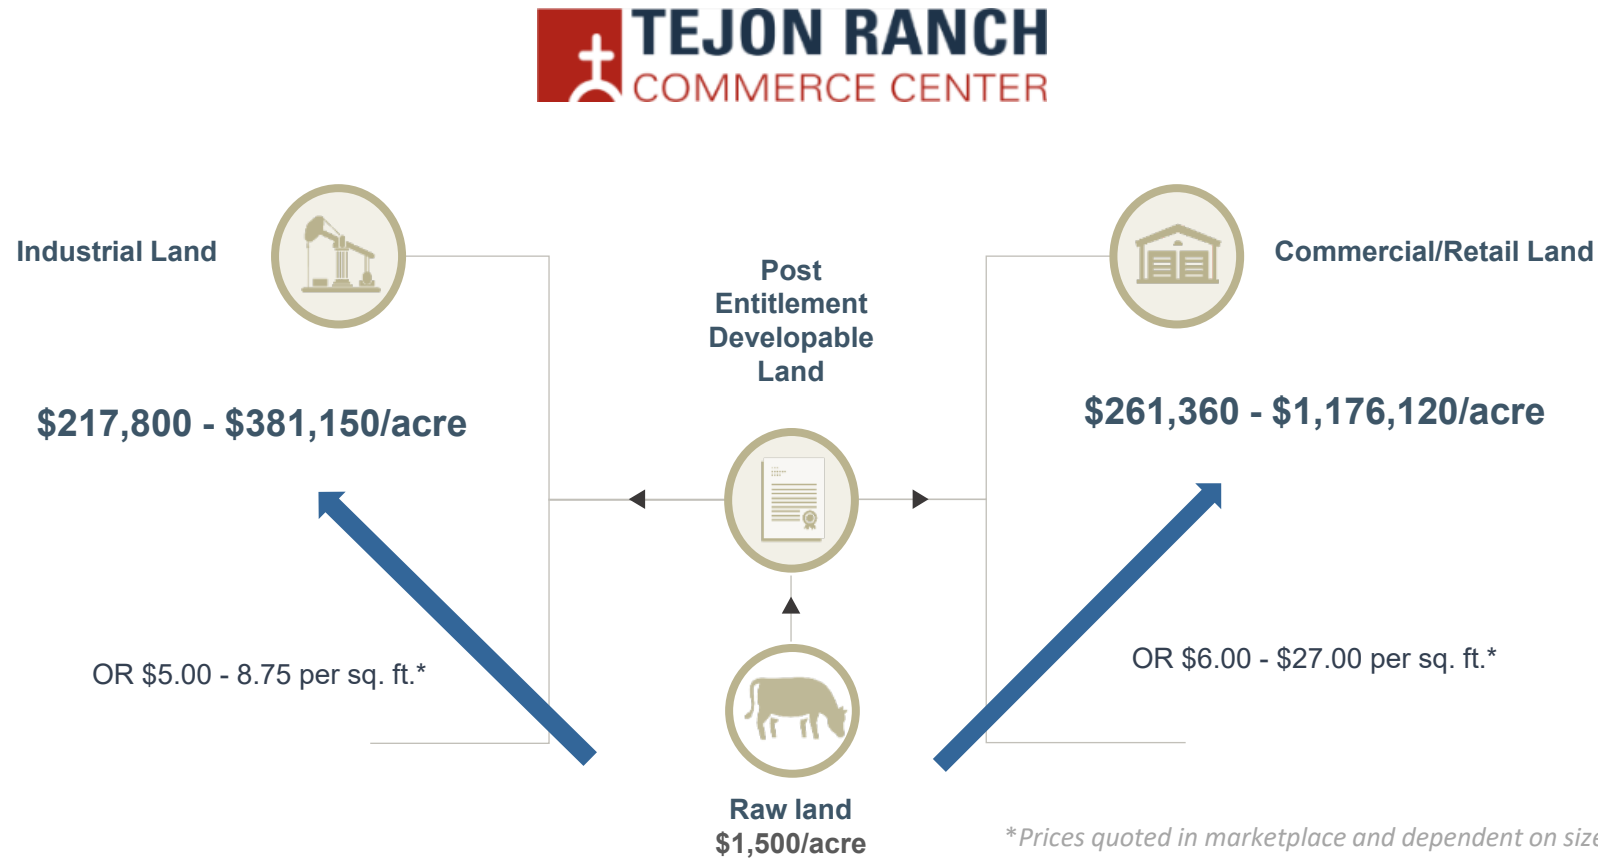 TEJON RANCH
COMMERCE CENTER
Industrial Land
Post
Entitlement
Developable
Land
Commercial/Retail Land
$217,800 - $381,150/acre
$261,360 - $1,176,120/acre
OR $5.00 - 8.75 per sq. ft.*
OR $6.00 - $27.00 per sq. ft.*
Raw land
$1,500/acre
*Prices quoted in marketplace and dependent on size